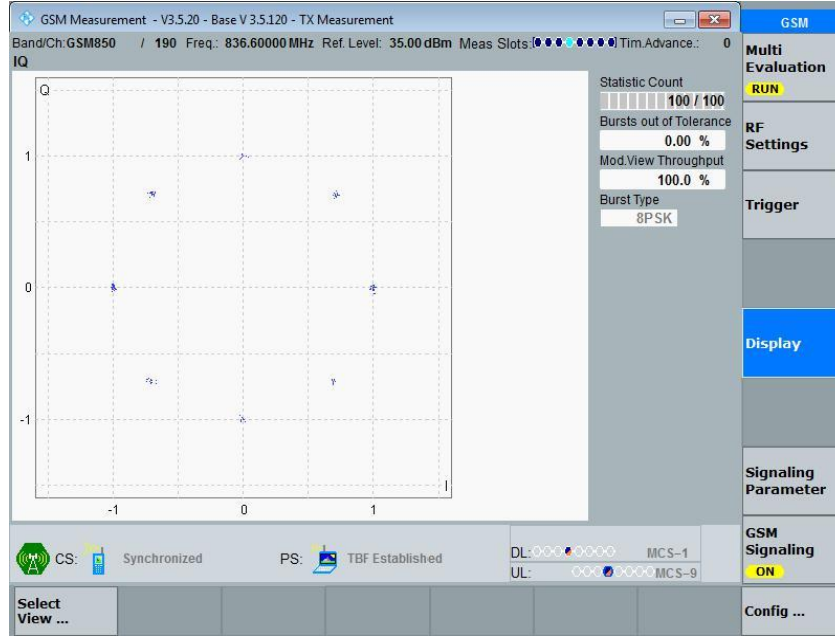 GSM Measurement - V3.5.20 - Base V 3.5.120 - TX Measurement
GSM
Band/Ch: GSM850 / 190 Freq.: 836.60000 MHz Ref. Level: 35.00 dBm Meas Slots: Tim.Advance.: 0
IQ
Multi
Evaluation
RUN
Statistic Count
100 / 100
Bursts out of Tolerance
0.00 %
Mod.View Throughput
100.0 %
Burst Type
8PSK
RF
Settings
Trigger
Q
1
0
-1
I
-1 0 1
Display
Signaling
Parameter
CS: Synchronized PS: TBF Established
DL: MCS-1
UL: MCS-9
GSM
Signaling
ON
Select
View ...
Config ...